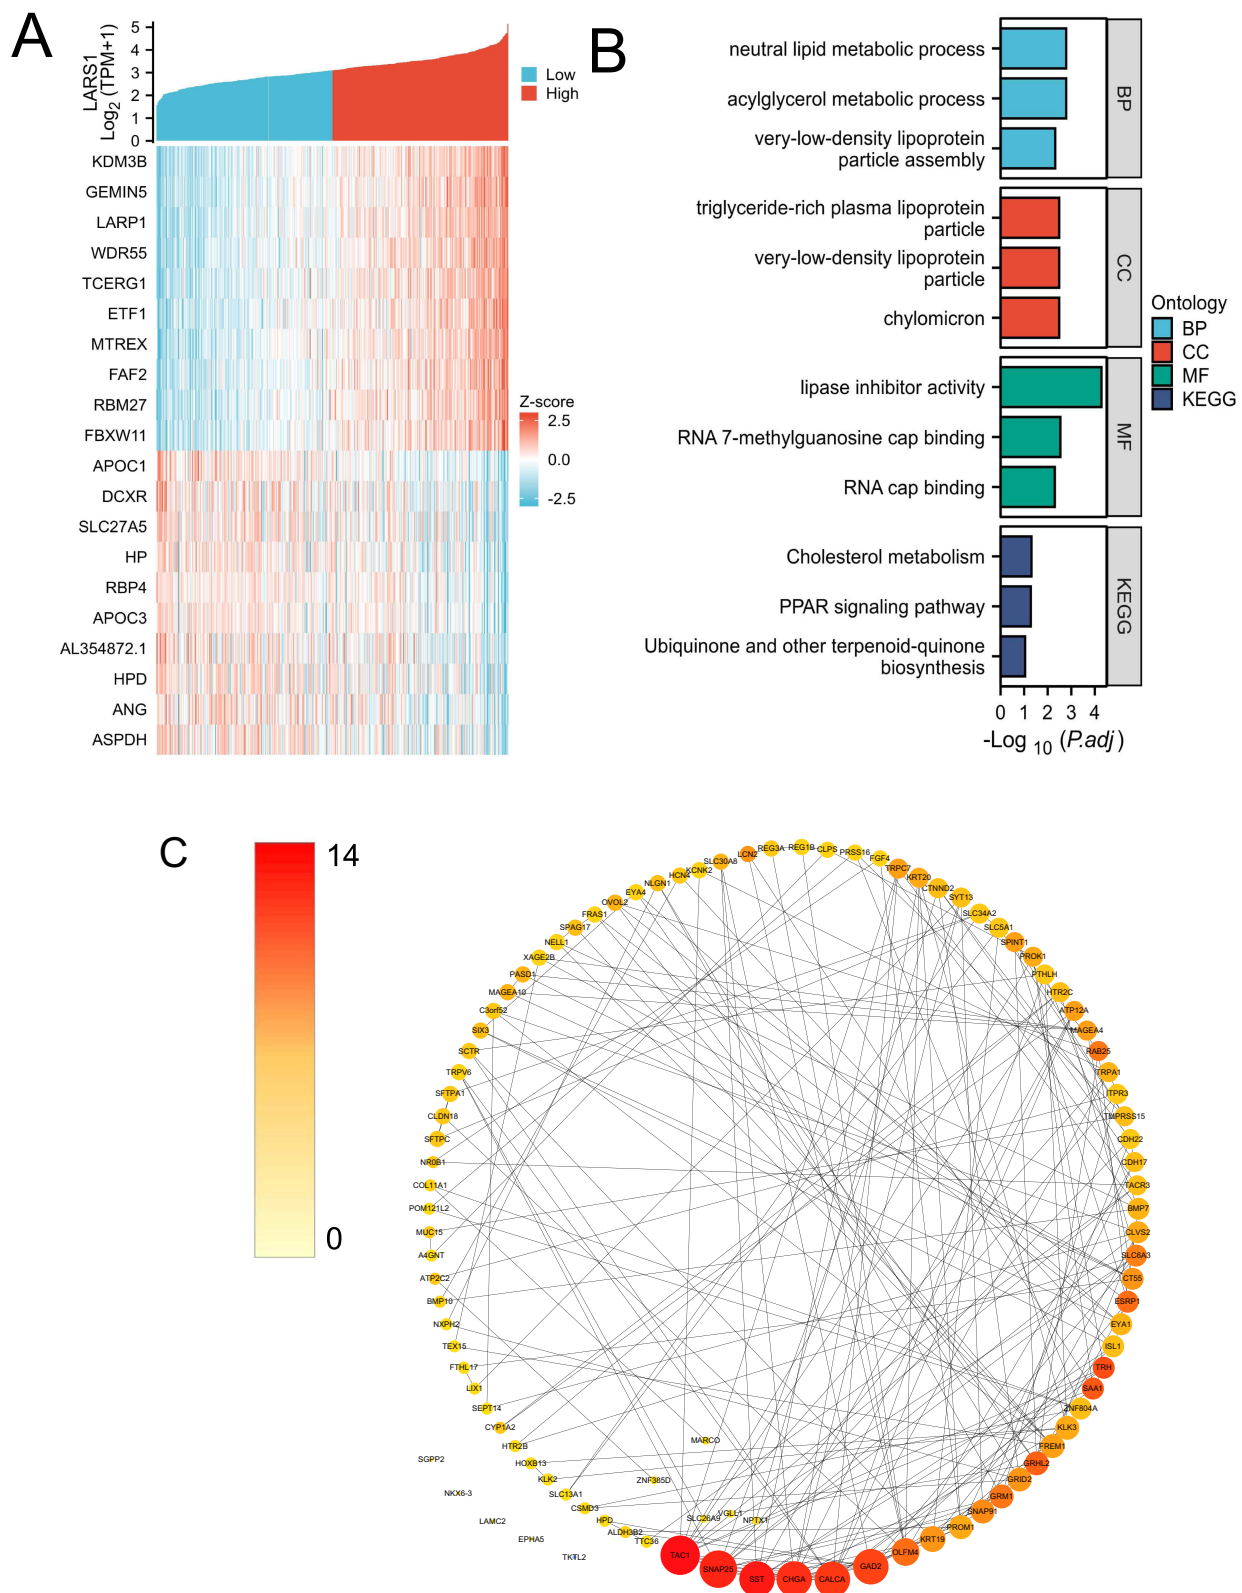 A
5
4
3
2
1
0
LARS1
Log2 (TPM+1)
Low
High
KDM3B
GEMIN5
LARP1
WDR55
TCERG1
ETF1
MTREX
FAF2
RBM27
FBXW11
APOC1
DCXR
SLC27A5
HP
RBP4
APOC3
AL354872.1
HPD
ANG
ASPDH
Z-score
2.5
0.0
-2.5
B
neutral lipid metabolic process
acylglycerol metabolic process
very-low-density lipoprotein
particle assembly
BP
triglyceride-rich plasma lipoprotein
particle
very-low-density lipoprotein
particle
chylomicron
CC
lipase inhibitor activity
RNA 7-methylguanosine cap binding
RNA cap binding
MF
Cholesterol metabolism
PPAR signaling pathway
Ubiquinone and other terpenoid-quinone
biosynthesis
KEGG
0 1 2 3 4
-Log 10 (P.adj)
Ontology
BP
CC
MF
KEGG
C
14
0
LCN2
REG3A
REG1B
CLPS
PRSS16
FGF4
TRPC7
KRT20
CTNND2
SYT13
SLC34A2
SLC5A1
SPINT1
PROK1
PTHLH
HTR2C
ATP12A
MAGEA4
RAB25
TRPA1
ITPR3
TMPRSS15
CDH22
CDH17
TACR3
BMP7
CLVS2
SLC6A3
CT55
ESRP1
EYA1
ISL1
TRH
SAA1
ZNF804A
KLK3
FREM1
GRHL2
GRID2
GRM1
SNAP91
PROM1
KRT19
OLFM4
GAD2
CALCA
CHGA
SST
SNAP25
TAC1
TTC36
ALDH3B2
HPD
CSMD3
SLC13A1
KLK2
HOXB13
HTR2B
CYP1A2
SEPT14
LIX1
FTHL17
TEX15
NXPH2
BMP10
ATP2C2
A4GNT
MUC15
POM121L2
COL11A1
NR0B1
SFTPC
CLDN18
SFTPA1
TRPV6
SCTR
SIX3
C3orf52
MAGEA10
PASD1
XAGE2B
NELL1
SPAG17
FRAS1
OVOL2
EYA4
NLGN1
HCN4
KCNK2
SLC30A8
MARCO
ZNF385D
SLC26A9
VGLL1
NPTX1
SGPP2
NKX6-3
LAMC2
EPHA5
TKTL2